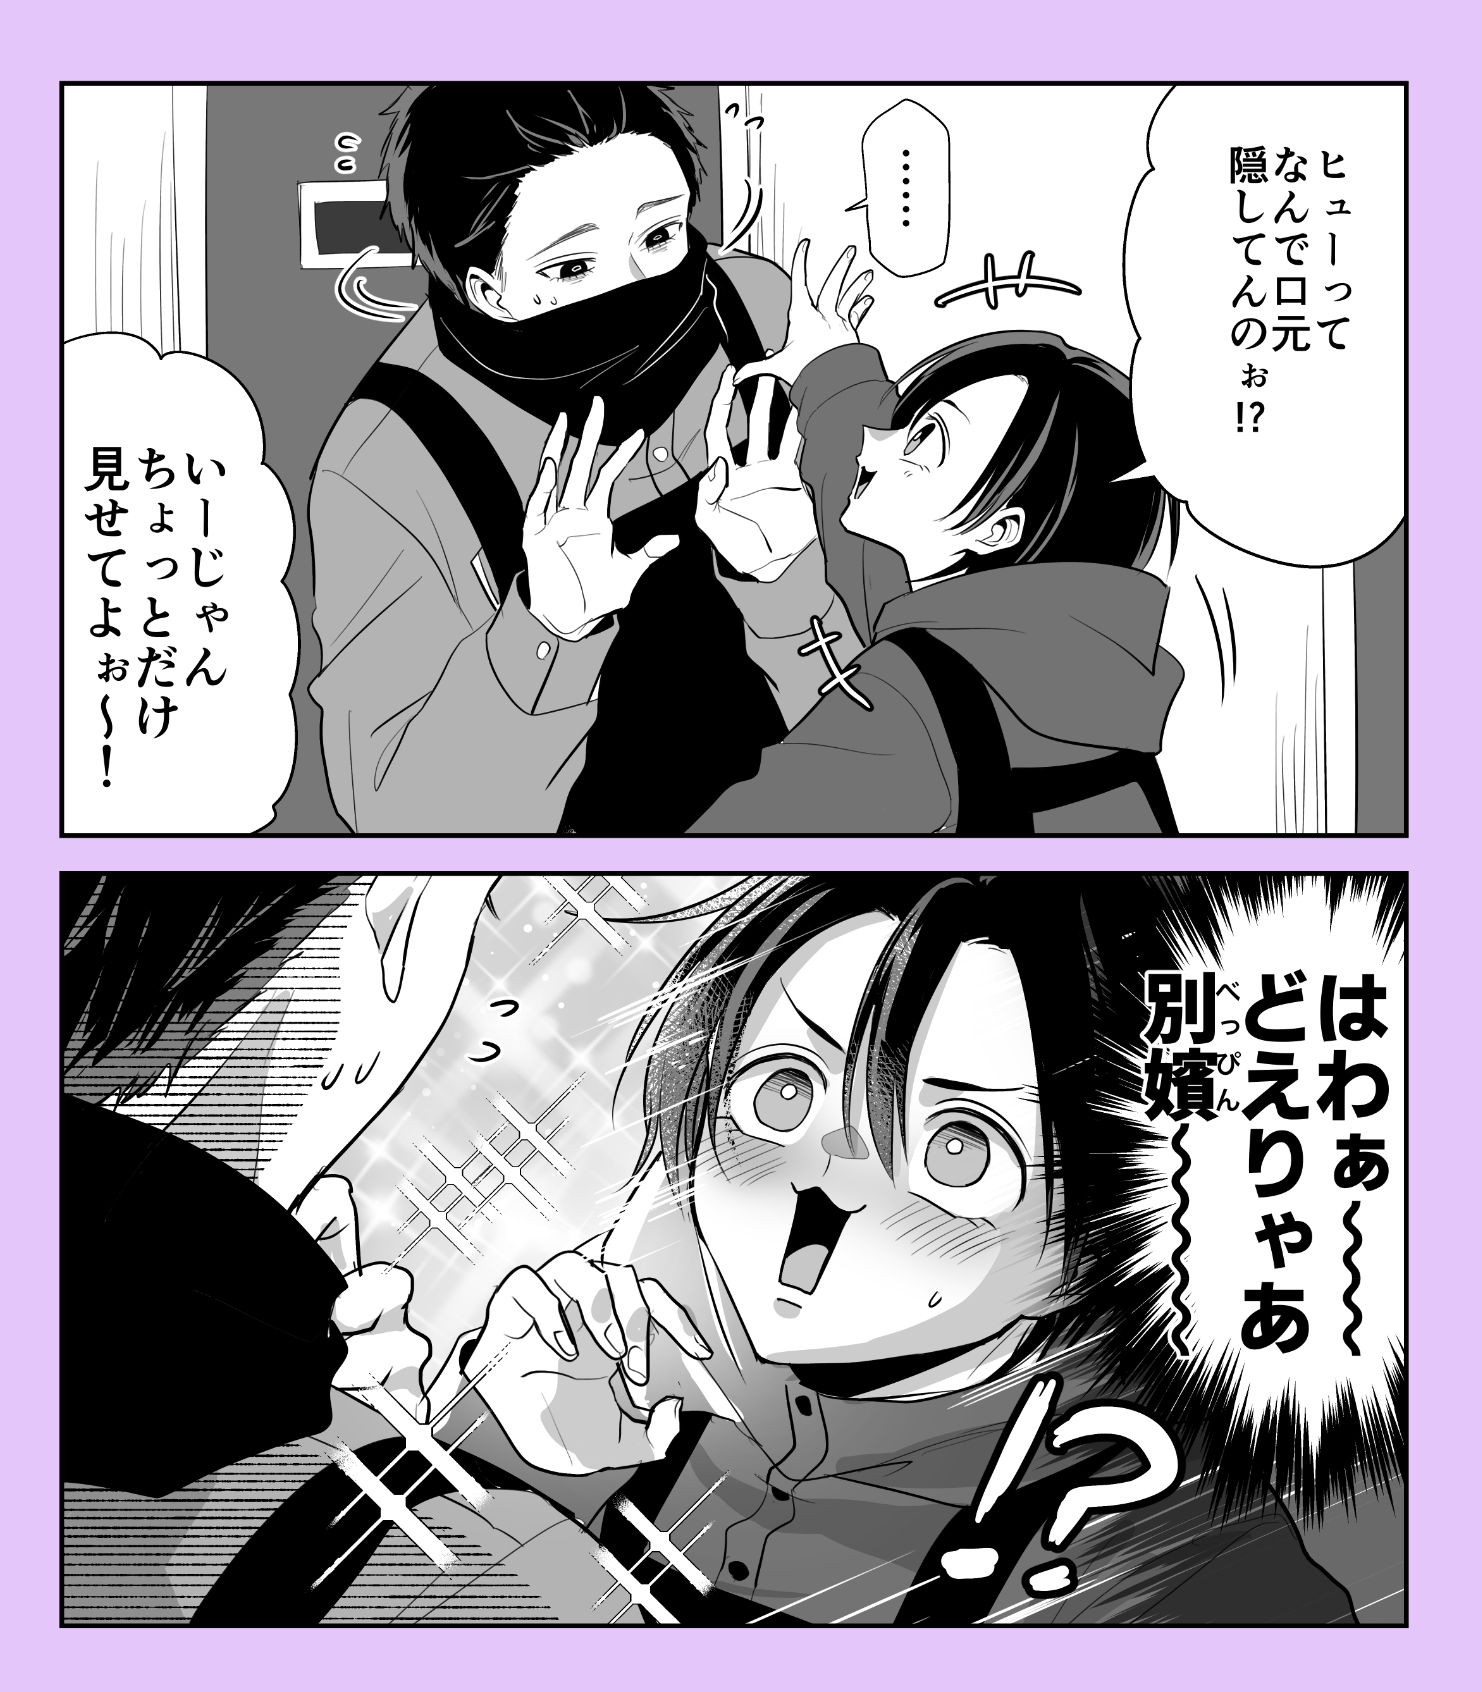 ヒューって
なんで口元
隠してんのぉ!?
……
いーじゃん
ちょっとだけ
見せてよぉ～！
はわぁ～～～
どえりゃあ
別嬪～～～～
べっぴん
!?